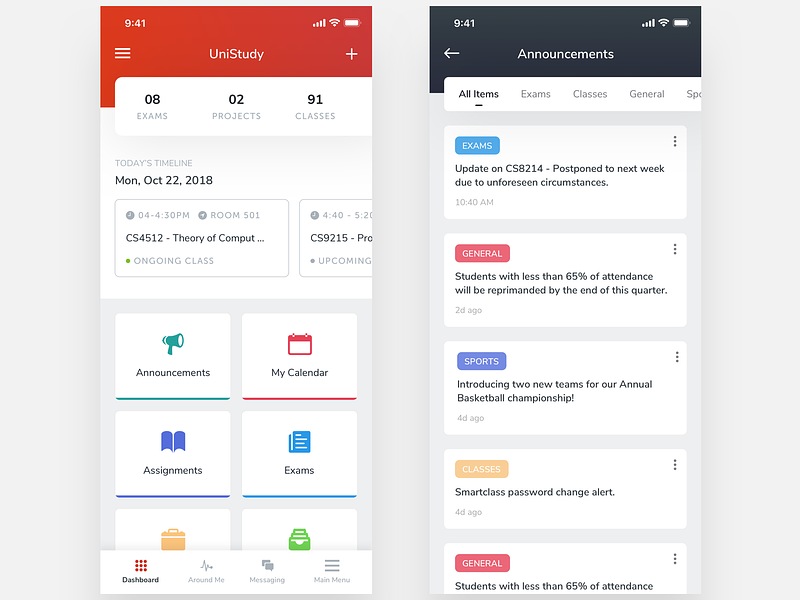 9:41
UniStudy
08
EXAMS
02
PROJECTS
91
CLASSES
TODAY'S TIMELINE
Mon, Oct 22, 2018
04-4:30PM ROOM 501
CS4512 - Theory of Comput ...
ONGOING CLASS
4:40 - 5:20
CS9215 - Pro
UPCOMING
Announcements
My Calendar
Assignments
Exams
Dashboard
Around Me
Messaging
Main Menu
9:41
Announcements
All Items Exams Classes General Spo
EXAMS
Update on CS8214 - Postponed to next week
due to unforeseen circumstances.
10:40 AM
GENERAL
Students with less than 65% of attendance
will be reprimanded by the end of this quarter.
2d ago
SPORTS
Introducing two new teams for our Annual
Basketball championship!
4d ago
CLASSES
Smartclass password change alert.
4d ago
GENERAL
Students with less than 65% of attendance